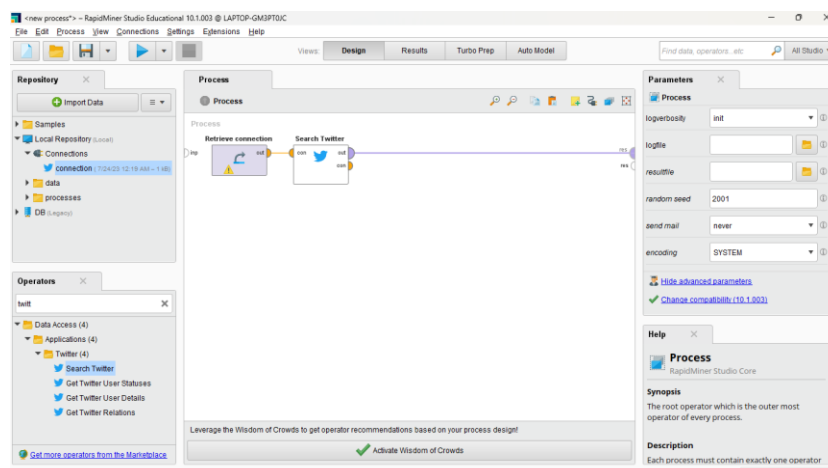 <new process*> – RapidMiner Studio Educational 10.1.003 @ LAPTOP-GM3PT0JC
File Edit Process View Connections Settings Extensions Help
Views: Design Results Turbo Prep Auto Model
Find data, operators...etc All Studio
Repository
Import Data
Samples
Local Repository (Local)
Connections
connection (7/24/23 12:19 AM – 1 kB)
data
processes
DB (Legacy)
Operators
twitt
Data Access (4)
Applications (4)
Twitter (4)
Search Twitter
Get Twitter User Statuses
Get Twitter User Details
Get Twitter Relations
Get more operators from the Marketplace
Process
Process
Process
Retrieve connection Search Twitter
inp out con out res
con res
Leverage the Wisdom of Crowds to get operator recommendations based on your process design!
Activate Wisdom of Crowds
Parameters
Process
logverbosity init
logfile
resultfile
random seed 2001
send mail never
encoding SYSTEM
Hide advanced parameters
Change compatibility (10.1.003)
Help
Process
RapidMiner Studio Core
Synopsis
The root operator which is the outer most
operator of every process.
Description
Each process must contain exactly one operator